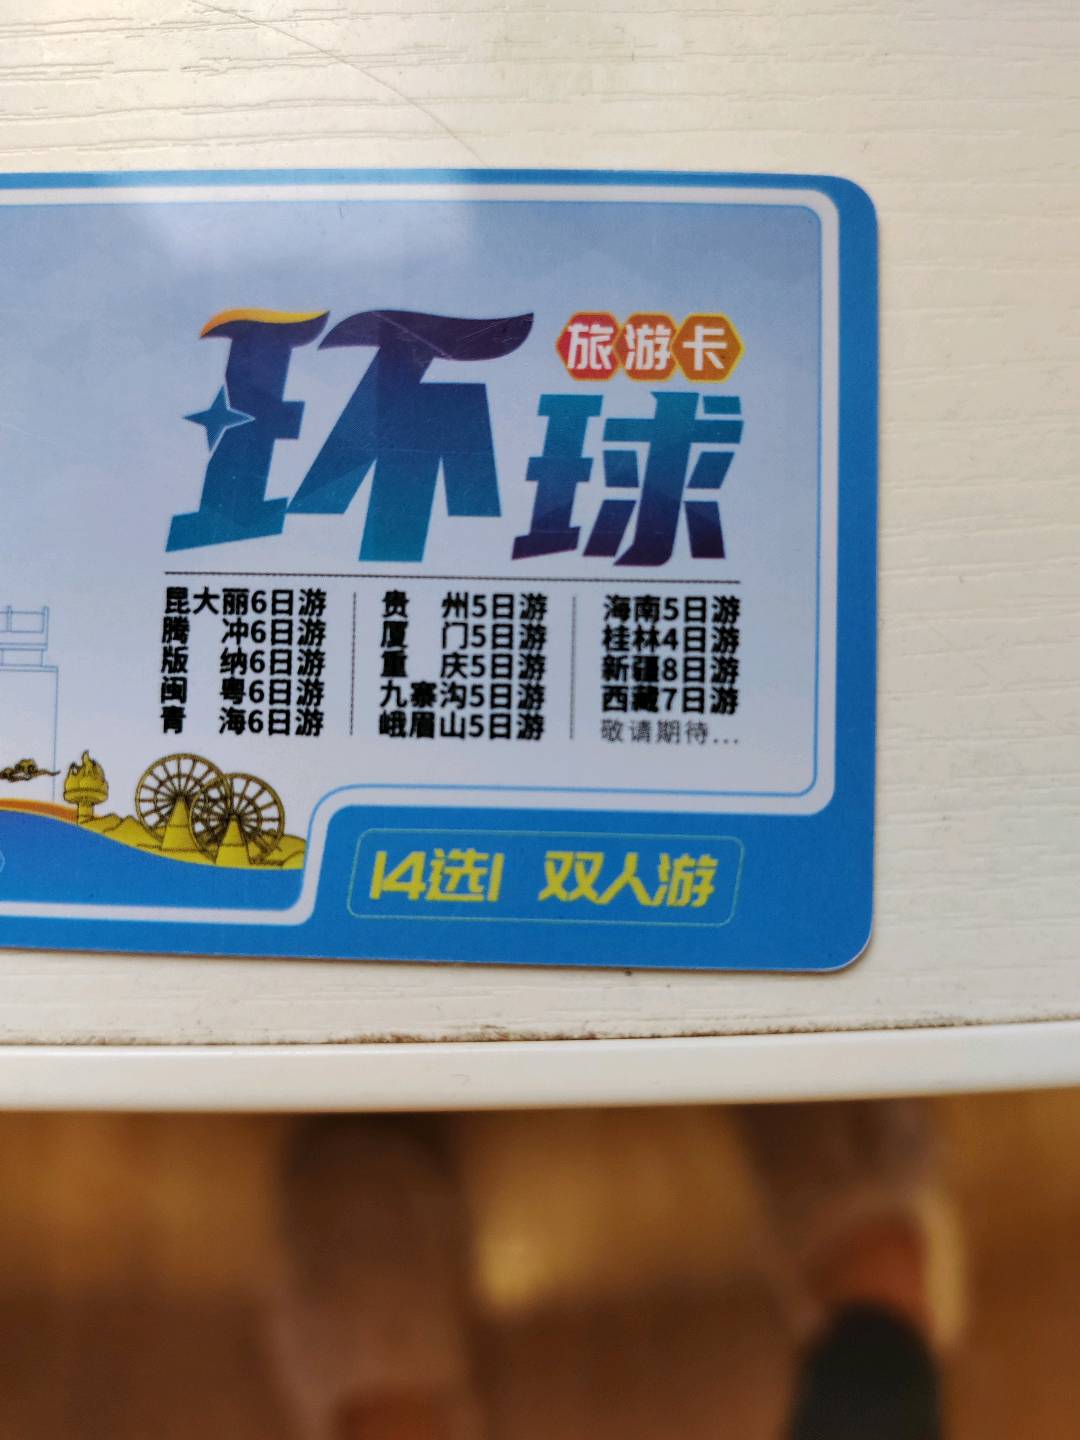 环球
旅游卡
昆大丽6日游
腾冲6日游
版纳6日游
闽粤6日游
青海6日游
贵州5日游
厦门5日游
重庆5日游
九寨沟5日游
峨眉山5日游
海南5日游
桂林4日游
新疆8日游
西藏7日游
敬请期待...
14选1 双人游